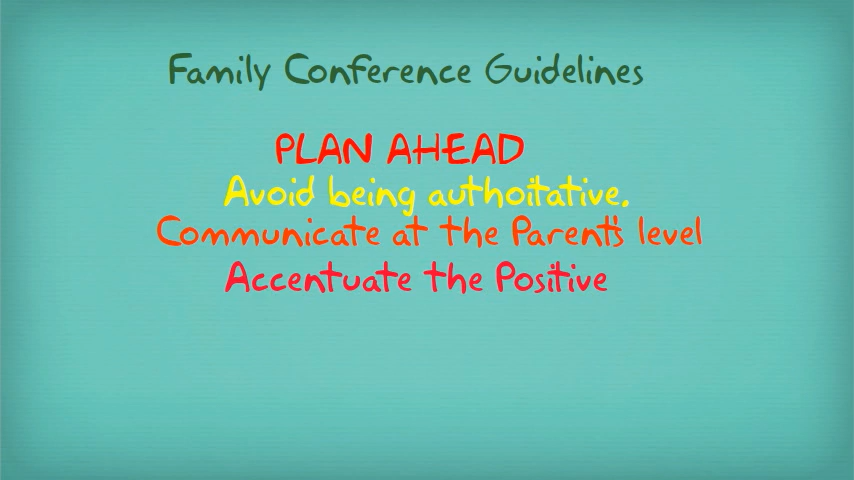 Family Conference Guidelines
PLAN AHEAD
Avoid being authoitative.
Communicate at the Parent's level
Accentuate the Positive